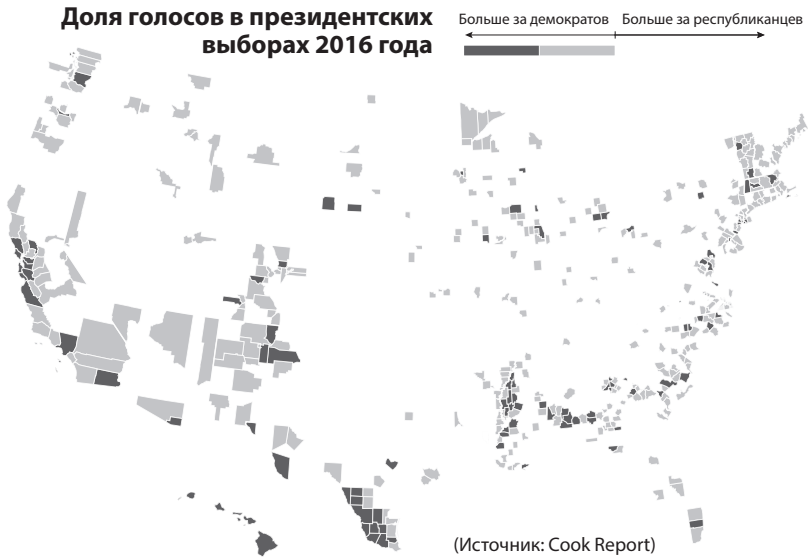 Доля голосов в президентских
выборах 2016 года
Больше за демократов
Больше за республиканцев
(Источник: Cook Report)